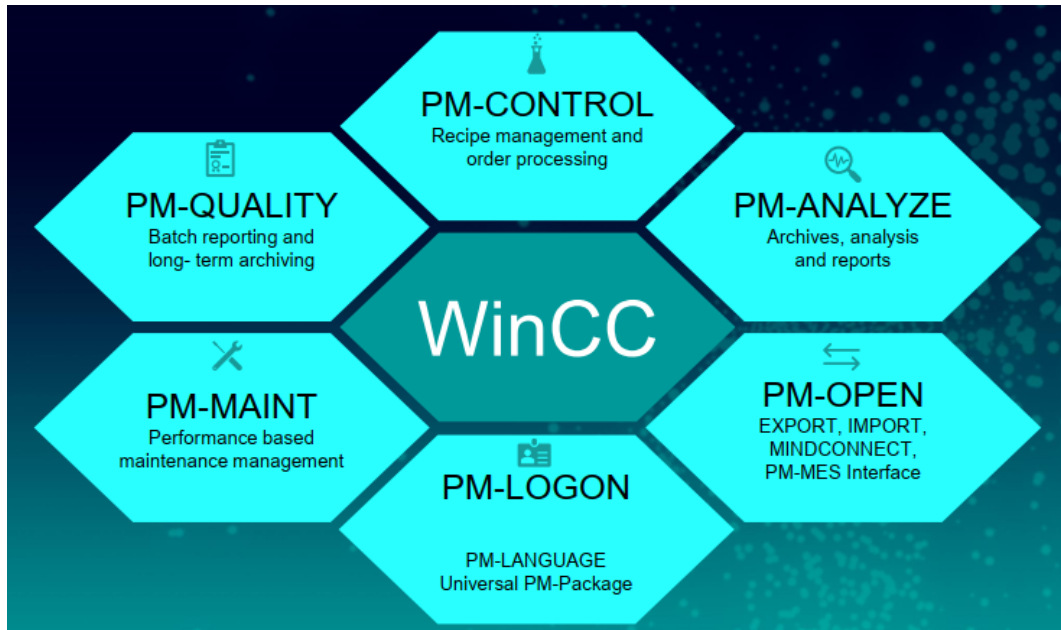 PM-CONTROL
Recipe management and
order processing
PM-QUALITY
Batch reporting and
long- term archiving
PM-ANALYZE
Archives, analysis
and reports
WinCC
PM-MAINT
Performance based
maintenance management
PM-OPEN
EXPORT, IMPORT,
MINDCONNECT,
PM-MES Interface
PM-LOGON
PM-LANGUAGE
Universal PM-Package